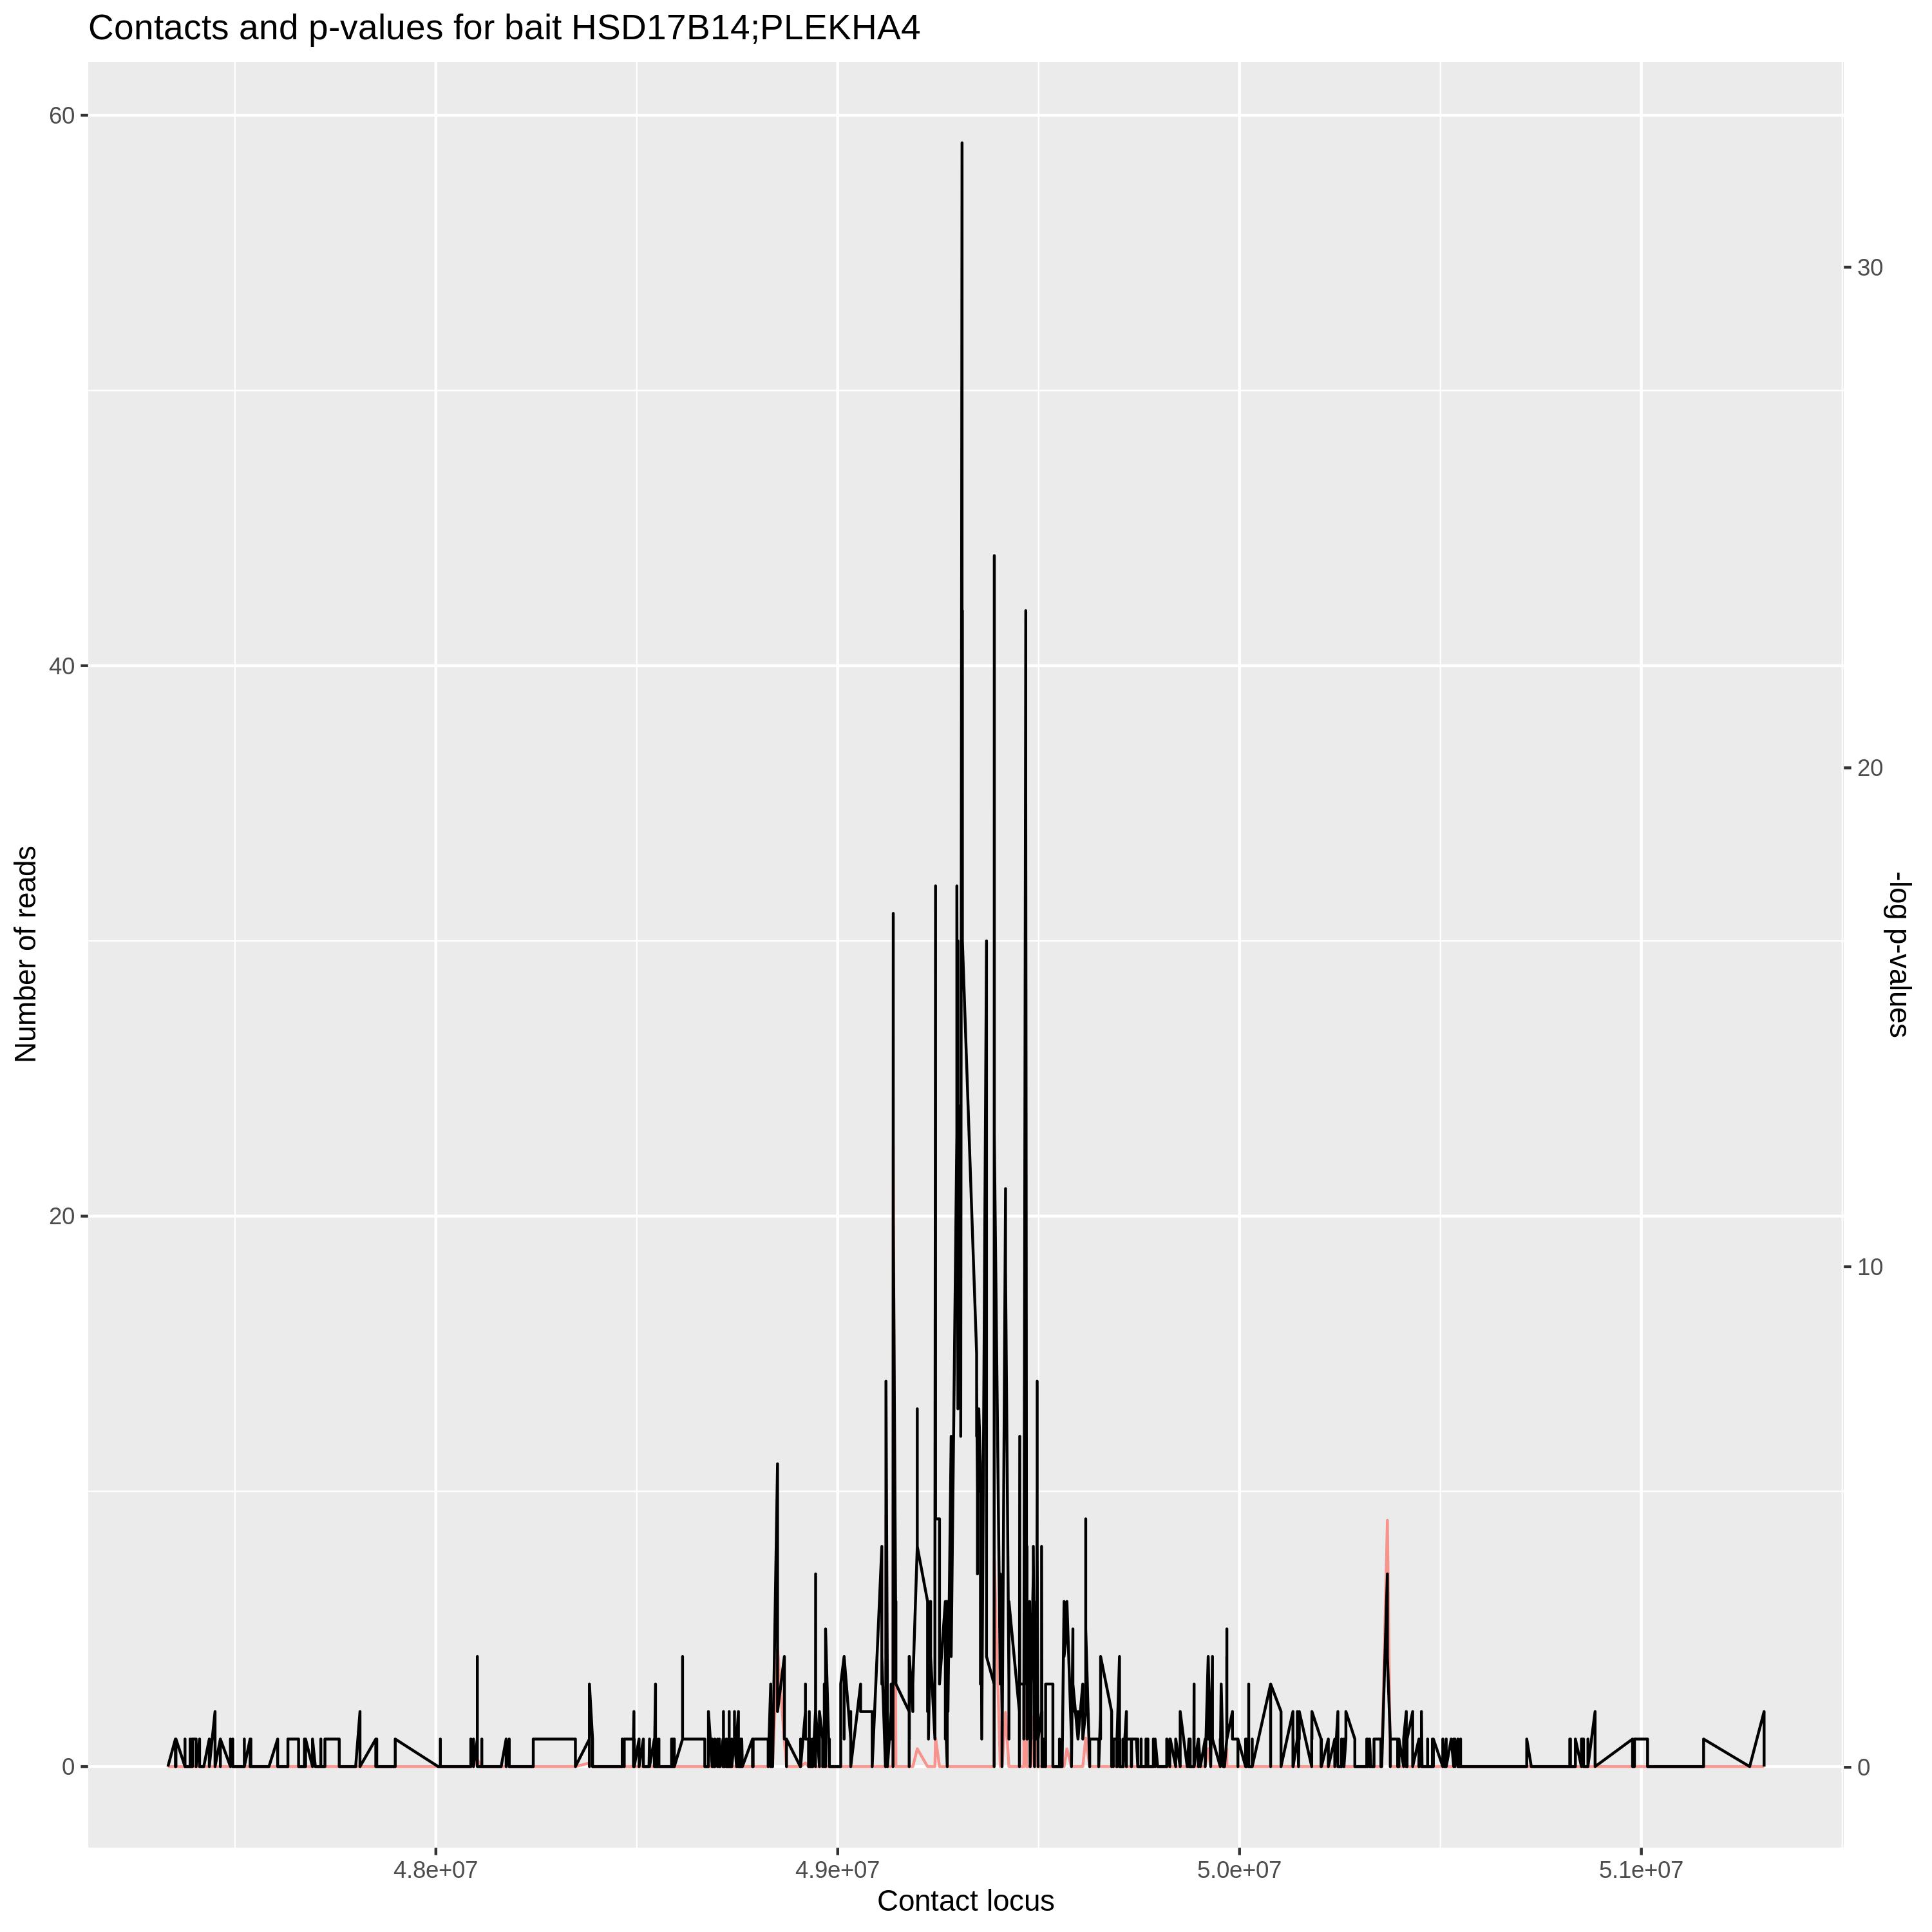 Contacts and p-values for bait HSD17B14;PLEKHA4
60
40
20
0
30
20
10
0
Number of reads
-log p-values
4.8e+07
4.9e+07
5.0e+07
5.1e+07
Contact locus